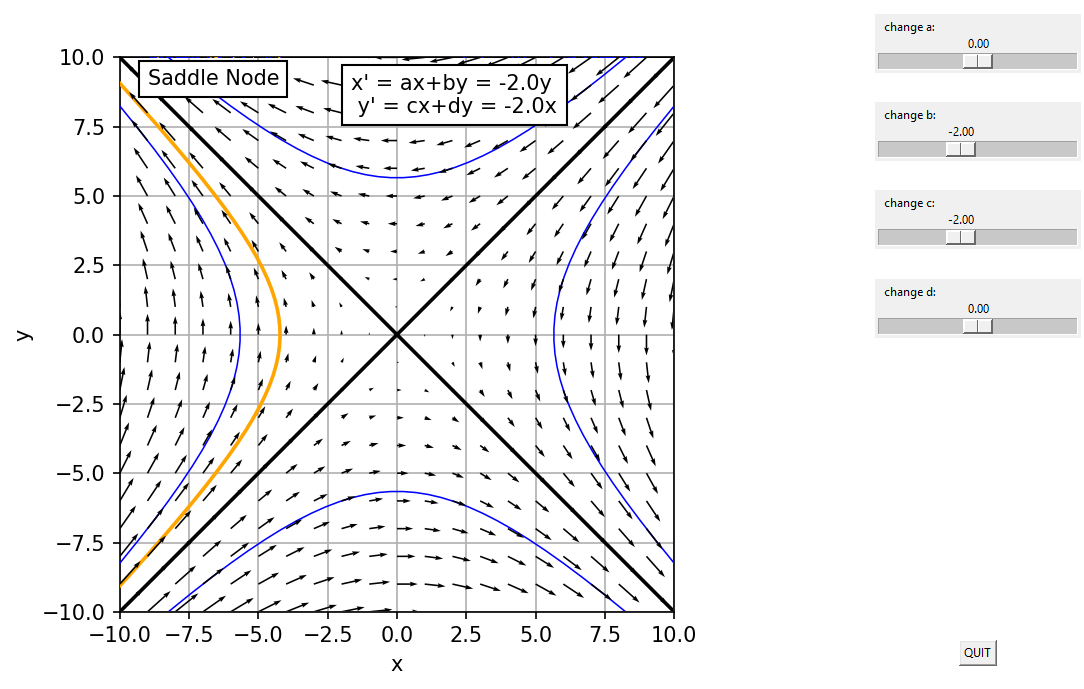 Saddle Node
x' = ax+by = -2.0y
y' = cx+dy = -2.0x
10.0
7.5
5.0
2.5
0.0
−2.5
−5.0
−7.5
−10.0
y
−10.0 −7.5 −5.0 −2.5 0.0 2.5 5.0 7.5 10.0
x
change a:
0.00
change b:
-2.00
change c:
-2.00
change d:
0.00
QUIT